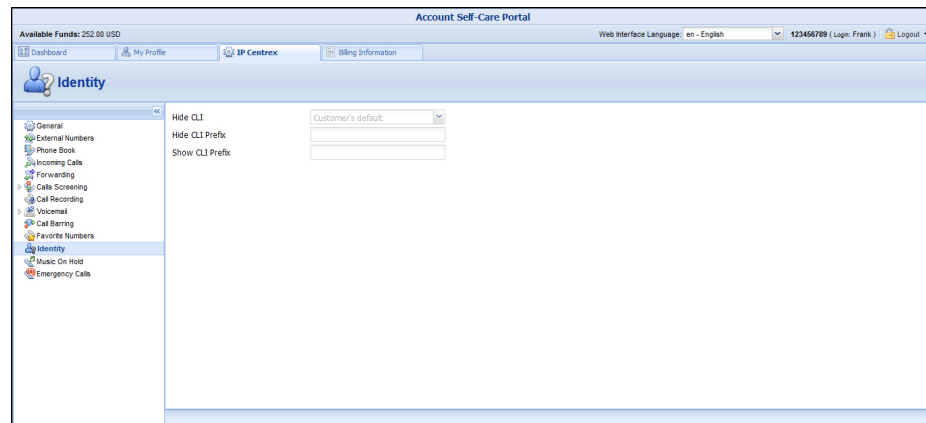 Account Self-Care Portal
Available Funds: 252.00 USD
Web Interface Language: en - English
123456789 ( Login: Frank )
Logout
Dashboard
My Profile
IP Centrex
Billing Information
Identity
General
External Numbers
Phone Book
Incoming Calls
Forwarding
Calls Screening
Call Recording
Voicemail
Call Barring
Favorite Numbers
Identity
Music On Hold
Emergency Calls
Hide CLI
Customer's default
Hide CLI Prefix
Show CLI Prefix